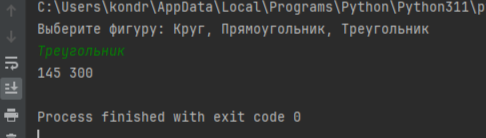 C:\Users\kondr\AppData\Local\Programs\Python\Python311\p
Выберите фигуру: Круг, Прямоугольник, Треугольник
Треугольник
145 300
Process finished with exit code 0